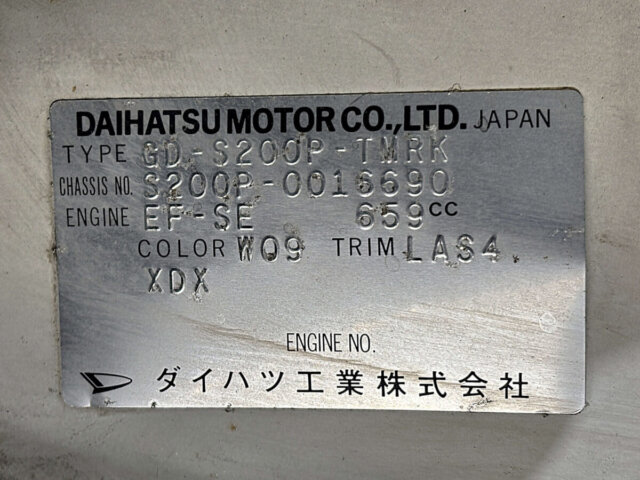 DAIHATSU MOTOR CO.,LTD. JAPAN
TYPE GD-S200P-TMRK
CHASSIS NO. S200P-0016690
ENGINE EF-SE 659cc
COLOR W09 TRIM LAS4.
XDX
ENGINE NO.
ダイハツ工業株式会社